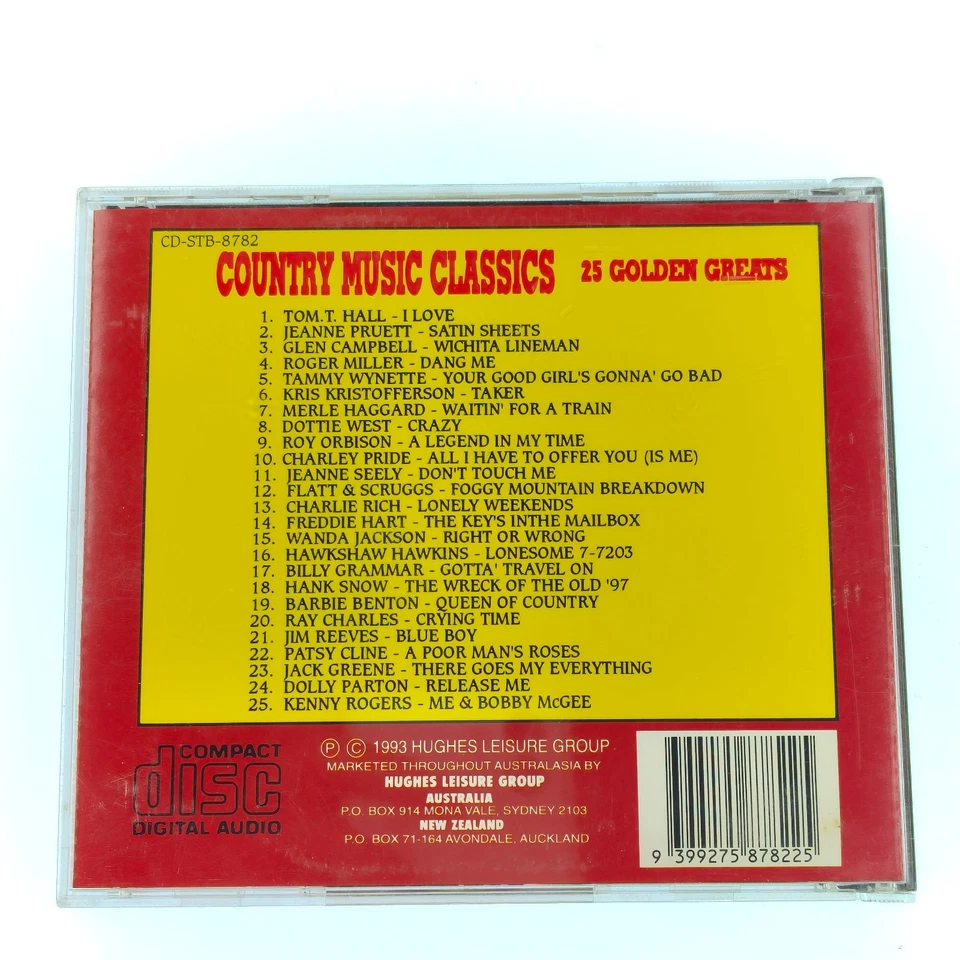 CD-STB-8782
COUNTRY MUSIC CLASSICS 25 GOLDEN GREATS
1. TOM.T. HALL - I LOVE
2. JEANNE PRUETT - SATIN SHEETS
3. GLEN CAMPBELL - WICHITA LINEMAN
4. ROGER MILLER - DANG ME
5. TAMMY WYNETTE - YOUR GOOD GIRL'S GONNA' GO BAD
6. KRIS KRISTOFFERSON - TAKER
7. MERLE HAGGARD - WAITIN' FOR A TRAIN
8. DOTTIE WEST - CRAZY
9. ROY ORBISON - A LEGEND IN MY TIME
10. CHARLEY PRIDE - ALL I HAVE TO OFFER YOU (IS ME)
11. JEANNE SEELY - DON'T TOUCH ME
12. FLATT & SCRUGGS - FOGGY MOUNTAIN BREAKDOWN
13. CHARLIE RICH - LONELY WEEKENDS
14. FREDDIE HART - THE KEY'S INTHE MAILBOX
15. WANDA JACKSON - RIGHT OR WRONG
16. HAWKSHAW HAWKINS - LONESOME 7-7203
17. BILLY GRAMMAR - GOTTA' TRAVEL ON
18. HANK SNOW - THE WRECK OF THE OLD '97
19. BARBIE BENTON - QUEEN OF COUNTRY
20. RAY CHARLES - CRYING TIME
21. JIM REEVES - BLUE BOY
22. PATSY CLINE - A POOR MAN'S ROSES
23. JACK GREENE - THERE GOES MY EVERYTHING
24. DOLLY PARTON - RELEASE ME
25. KENNY ROGERS - ME & BOBBY McGEE
COMPACT
disc
DIGITAL AUDIO
Ⓟ © 1993 HUGHES LEISURE GROUP
MARKETED THROUGHOUT AUSTRALASIA BY
HUGHES LEISURE GROUP
AUSTRALIA
P.O. BOX 914 MONA VALE, SYDNEY 2103
NEW ZEALAND
P.O. BOX 71-164 AVONDALE, AUCKLAND
9 399275 878225